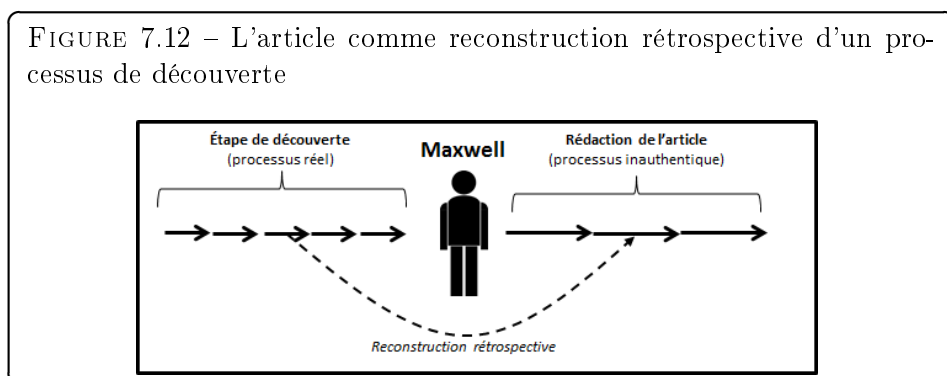 FIGURE 7.12 – L'article comme reconstruction rétrospective d'un pro-
cessus de découverte
Étape de découverte
(processus réel)
Maxwell
Rédaction de l'article
(processus inauthentique)
Reconstruction rétrospective